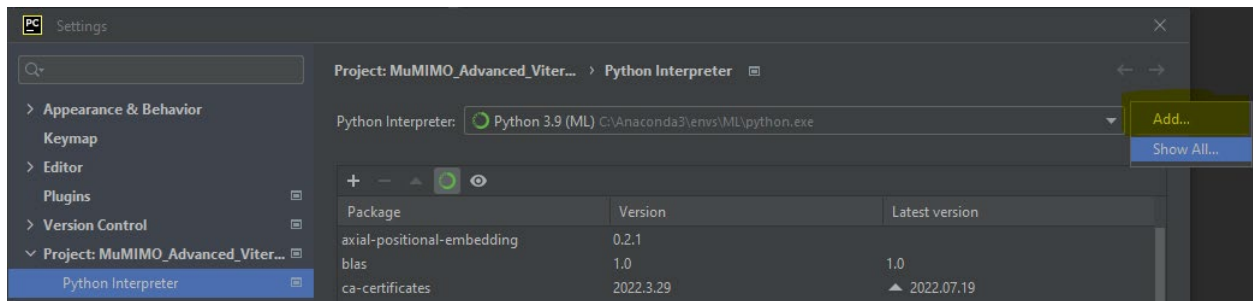 PC Settings
Project: MuMIMO_Advanced_Viter... > Python Interpreter
Appearance & Behavior
Keymap
Editor
Plugins
Version Control
Project: MuMIMO_Advanced_Viter...
Python Interpreter
Python Interpreter: Python 3.9 (ML) C:\Anaconda3\envs\ML\python.exe
Add...
Show All...
Package Version Latest version
axial-positional-embedding 0.2.1
blas 1.0 1.0
ca-certificates 2022.3.29 2022.07.19